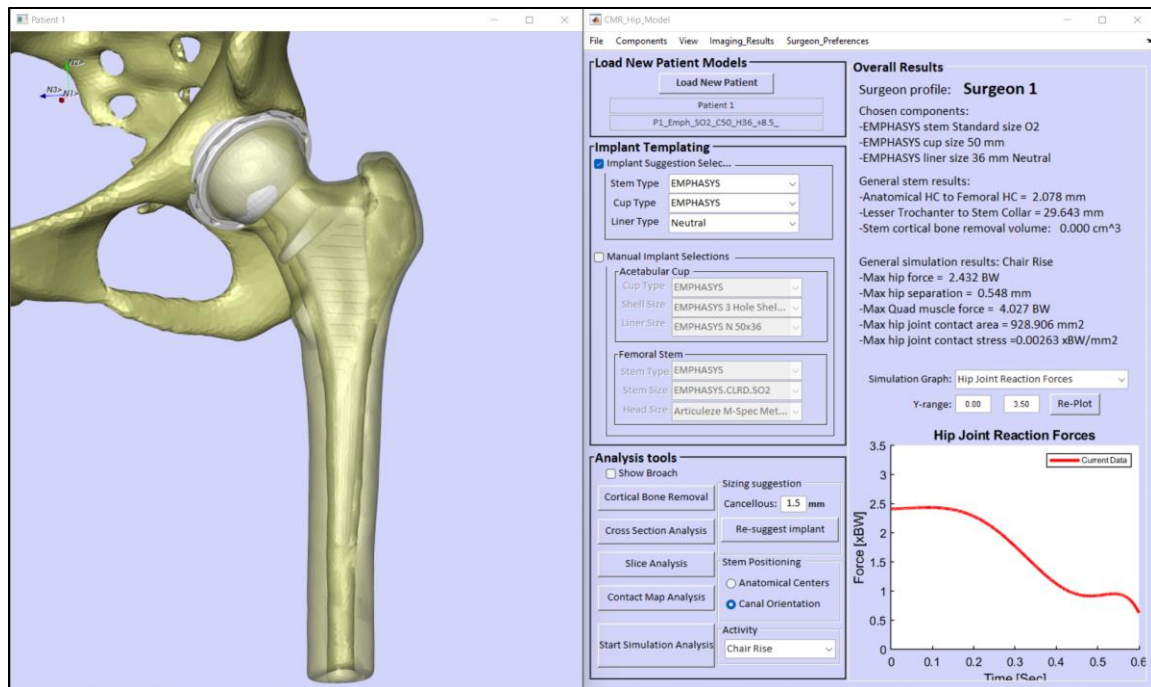 Patient 1
N2>
N3> N1>
CMR_Hip_Model
File Components View Imaging_Results Surgeon_Preferences
Load New Patient Models
Load New Patient
Patient 1
P1_Emph_SO2_C50_H36_+8.5_
Implant Templating
Implant Suggestion Selec...
Stem Type EMPHASYS
Cup Type EMPHASYS
Liner Type Neutral
Manual Implant Selections
Acetabular Cup
Cup Type EMPHASYS
Shell Size EMPHASYS 3 Hole Shel...
Liner Size EMPHASYS N 50x36
Femoral Stem
Stem Type EMPHASYS
Stem Size EMPHASYS.CLRD.SO2
Head Size Articuleze M-Spec Met...
Analysis tools
Show Broach
Cortical Bone Removal
Cross Section Analysis
Slice Analysis
Contact Map Analysis
Start Simulation Analysis
Sizing suggestion
Cancellous: 1.5 mm
Re-suggest implant
Stem Positioning
Anatomical Centers
Canal Orientation
Activity
Chair Rise
Overall Results
Surgeon profile: Surgeon 1
Chosen components:
-EMPHASYS stem Standard size O2
-EMPHASYS cup size 50 mm
-EMPHASYS liner size 36 mm Neutral
General stem results:
-Anatomical HC to Femoral HC = 2.078 mm
-Lesser Trochanter to Stem Collar = 29.643 mm
-Stem cortical bone removal volume: 0.000 cm^3
General simulation results: Chair Rise
-Max hip force = 2.432 BW
-Max hip separation = 0.548 mm
-Max Quad muscle force = 4.027 BW
-Max hip joint contact area = 928.906 mm2
-Max hip joint contact stress =0.00263 xBW/mm2
Simulation Graph: Hip Joint Reaction Forces
Y-range: 0.00 3.50 Re-Plot
Hip Joint Reaction Forces
Current Data
Force [xBW]
3.5
3
2.5
2
1.5
1
0.5
0
0 0.1 0.2 0.3 0.4 0.5 0.6
Time [Sec]